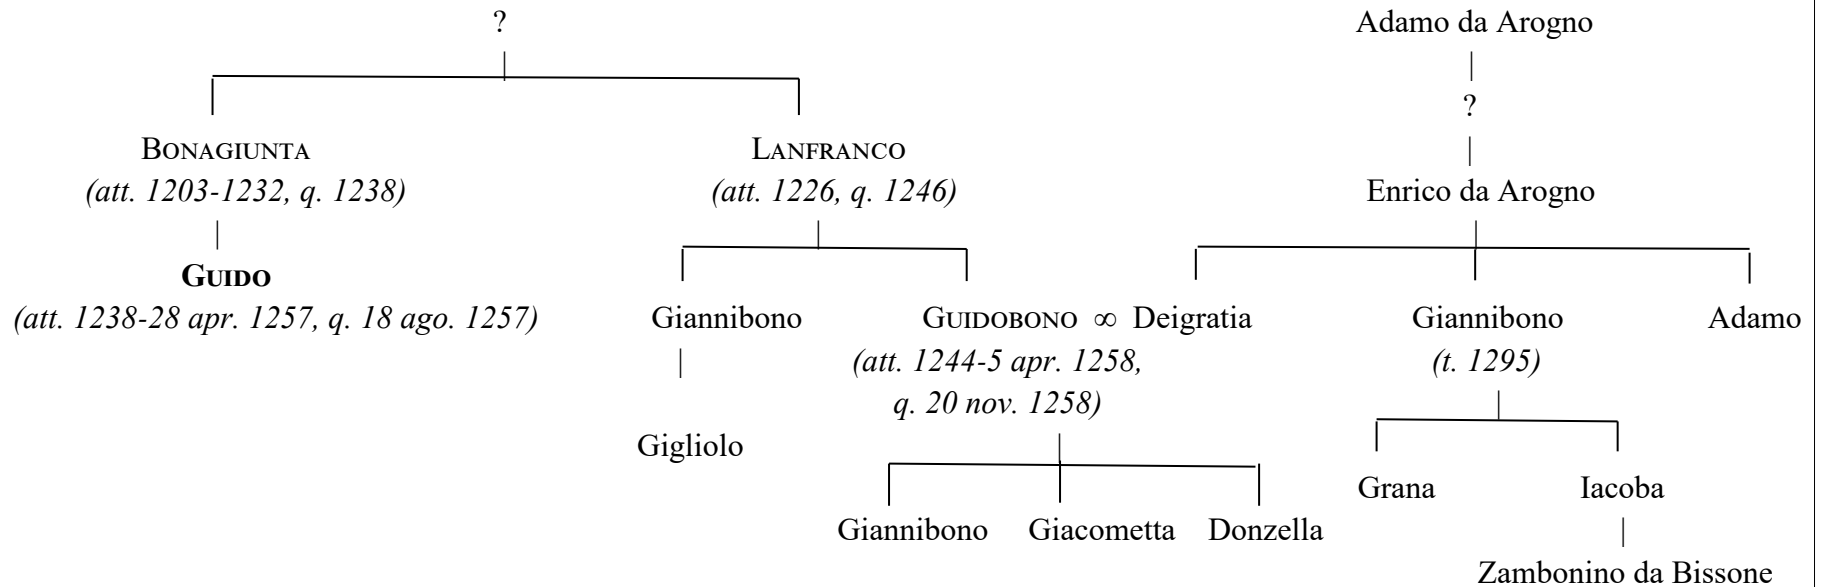 ?
Adamo da Arogno
?
BONAGIUNTA
LANFRANCO
(att. 1203-1232, q. 1238)
(att. 1226, q. 1246)
Enrico da Arogno
GUIDO
(att. 1238-28 apr. 1257, q. 18 ago. 1257)
Giannibono
GUIDOBONO ∞ Deigratia
Giannibono
Adamo
(att. 1244-5 apr. 1258,
q. 20 nov. 1258)
(t. 1295)
Gigliolo
Grana
Iacoba
Giannibono
Giacometta
Donzella
Zambonino da Bissone